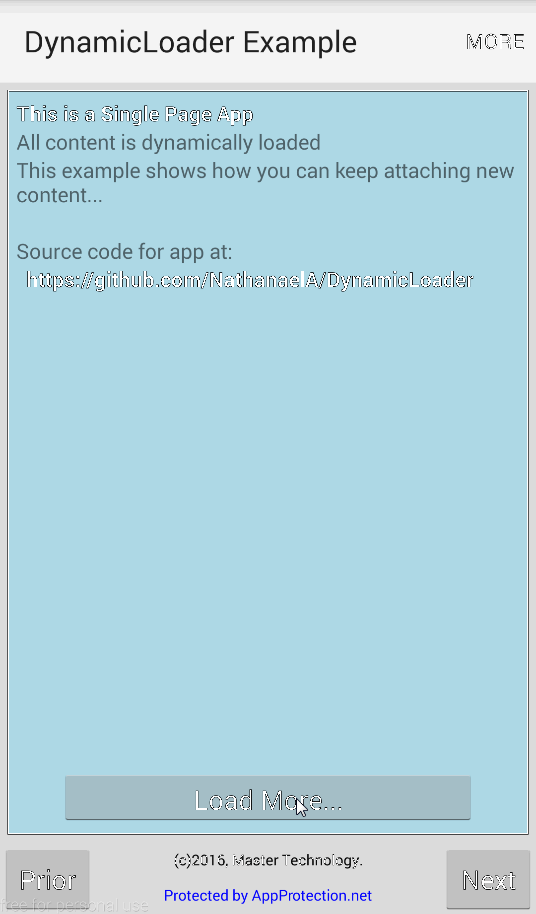 DynamicLoader Example
MORE
This is a Single Page App
All content is dynamically loaded
This example shows how you can keep attaching new
content...
Source code for app at:
https://github.com/NathanaelA/DynamicLoader
Load More...
Prior
(c)2016, Master Technology.
Next
Protected by AppProtection.net
free for personal use